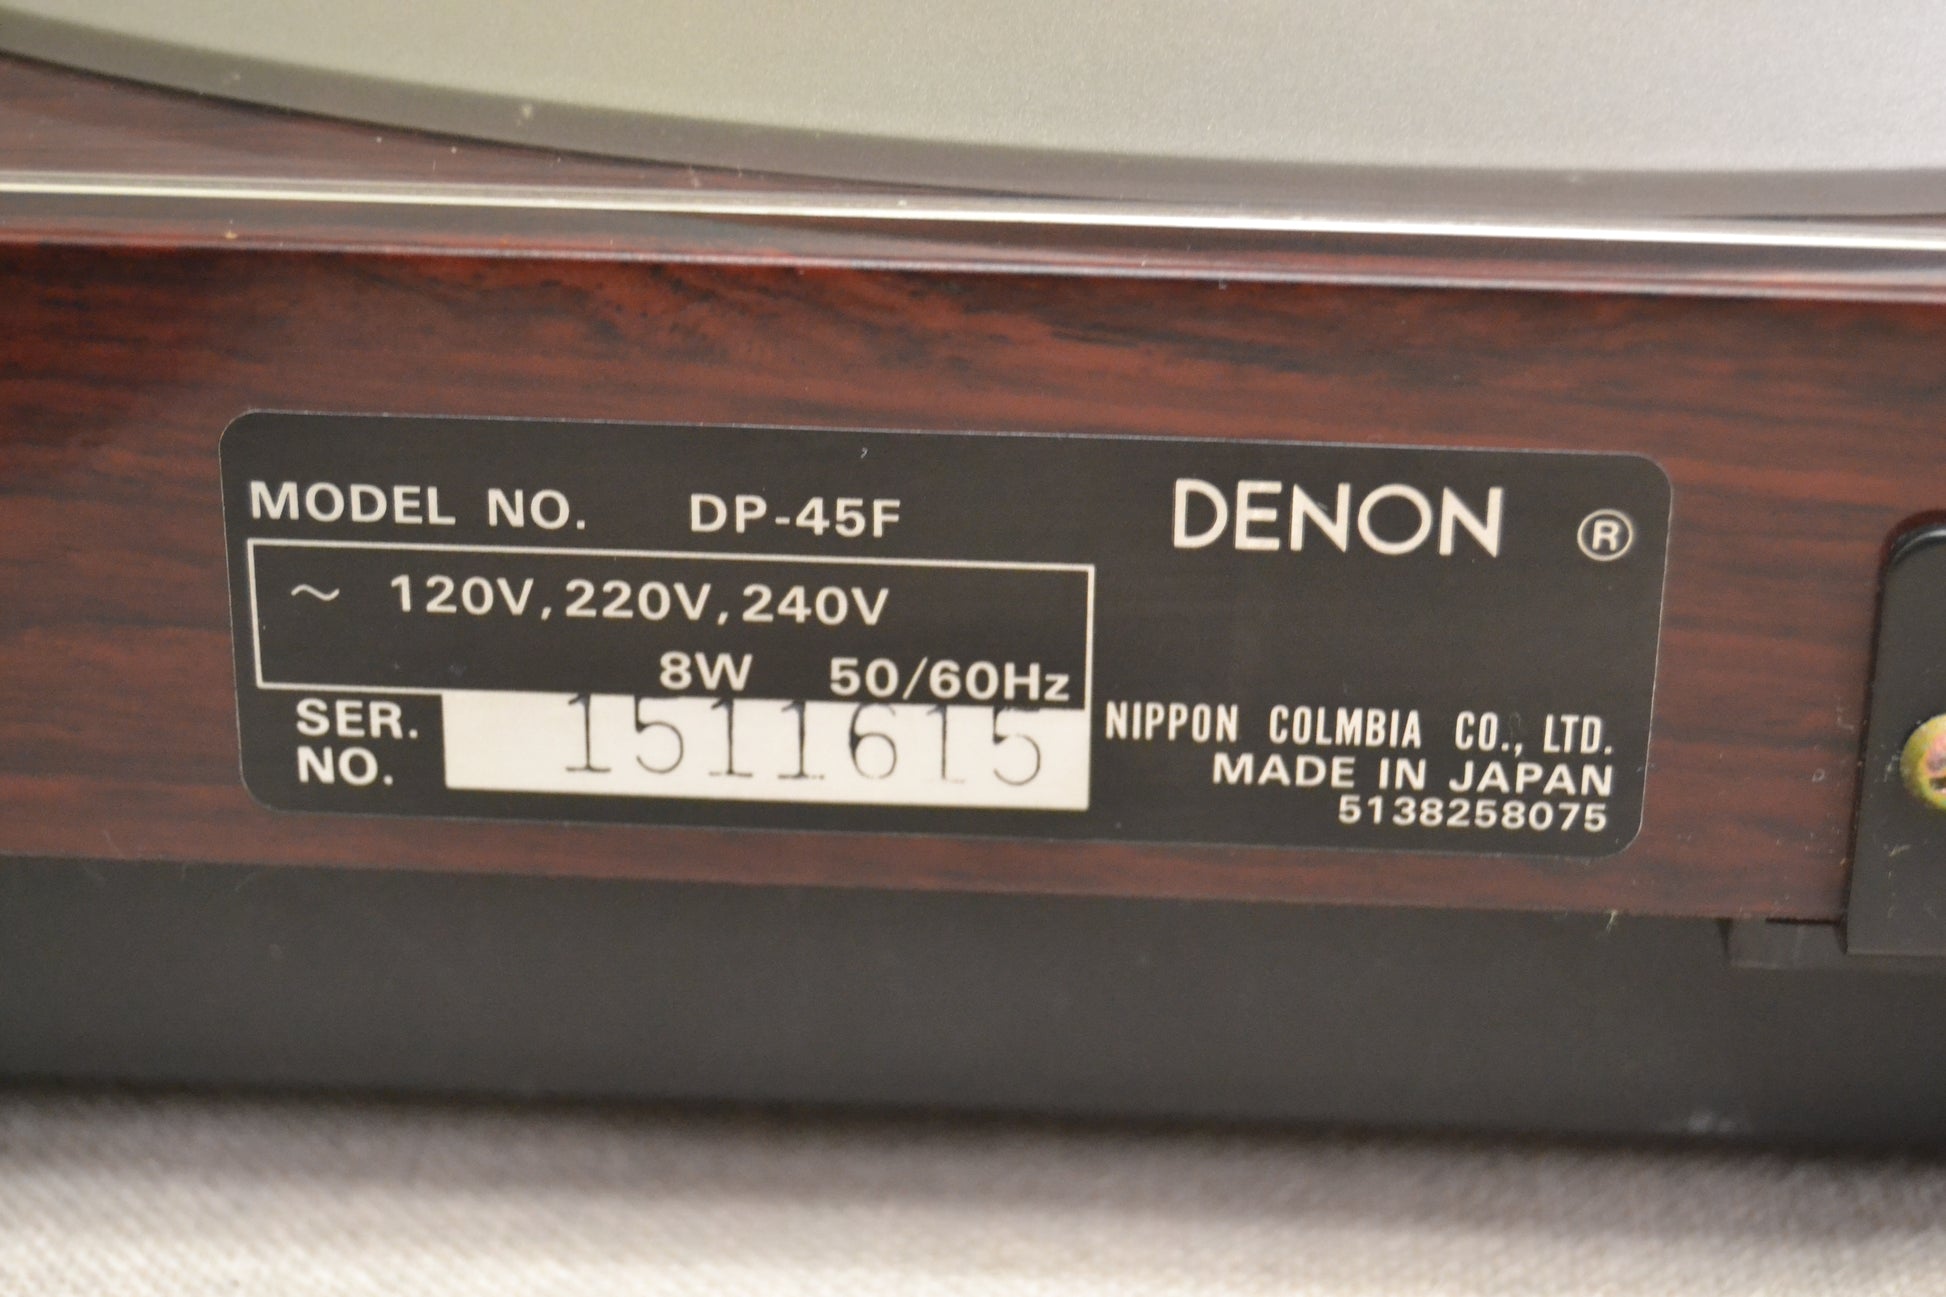 MODEL NO. DP-45F
DENON ®
~ 120V, 220V, 240V
8W 50/60Hz
SER. NO. 1511615
NIPPON COLMBIA CO., LTD.
MADE IN JAPAN
5138258075